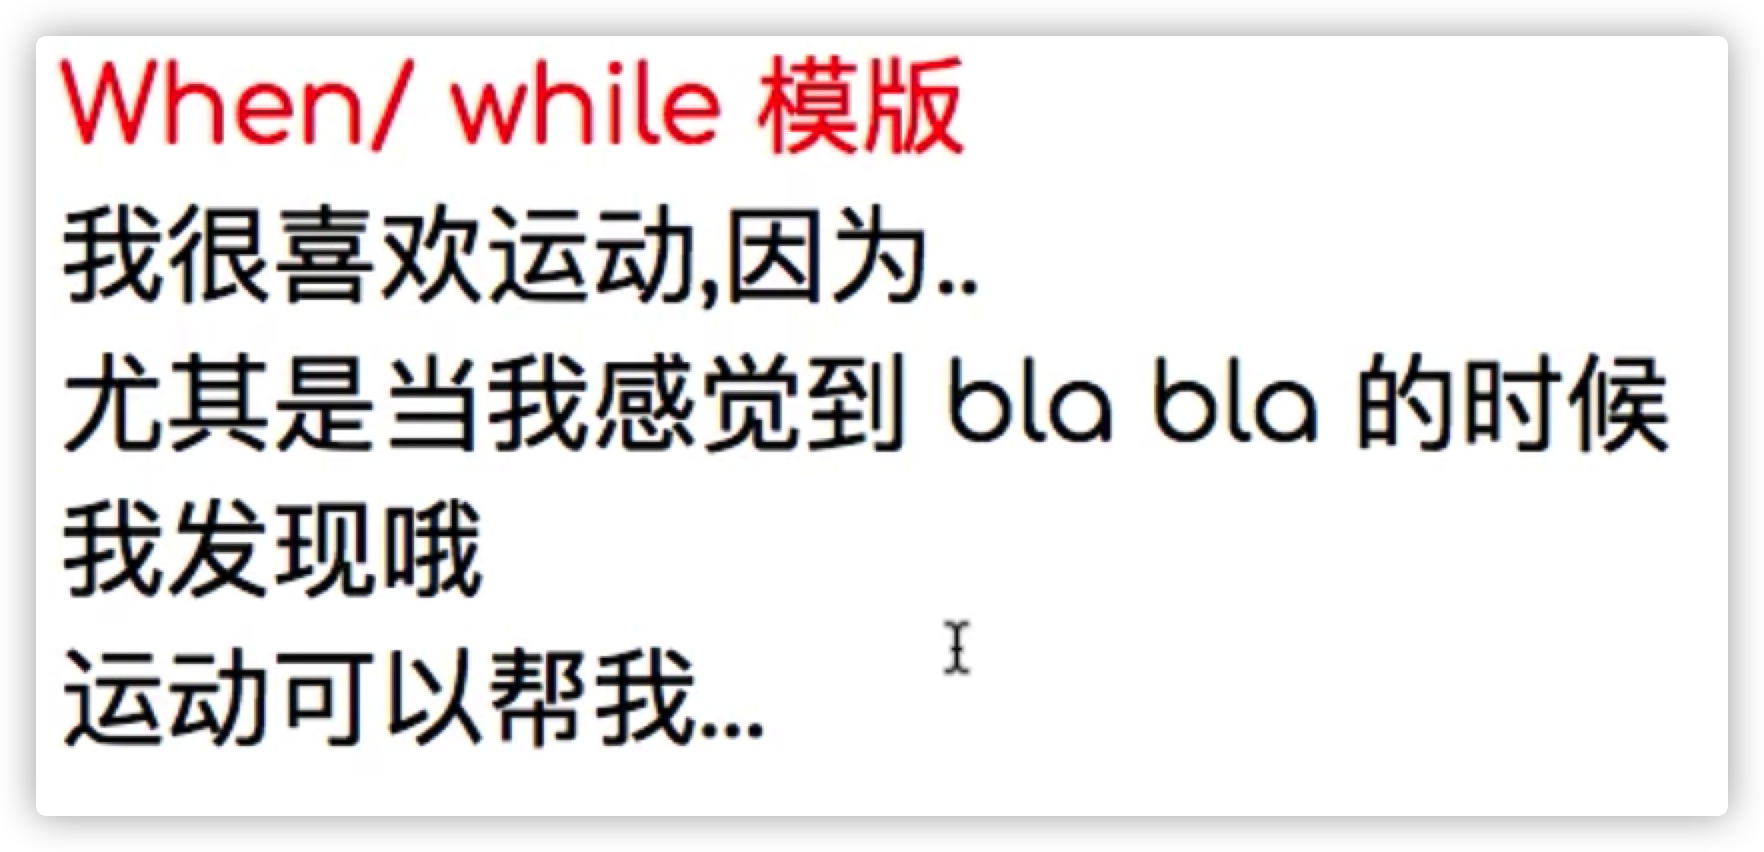 When/ while 模版
我很喜欢运动,因为..
尤其是当我感觉到 bla bla 的时候
我发现哦
运动可以帮我...